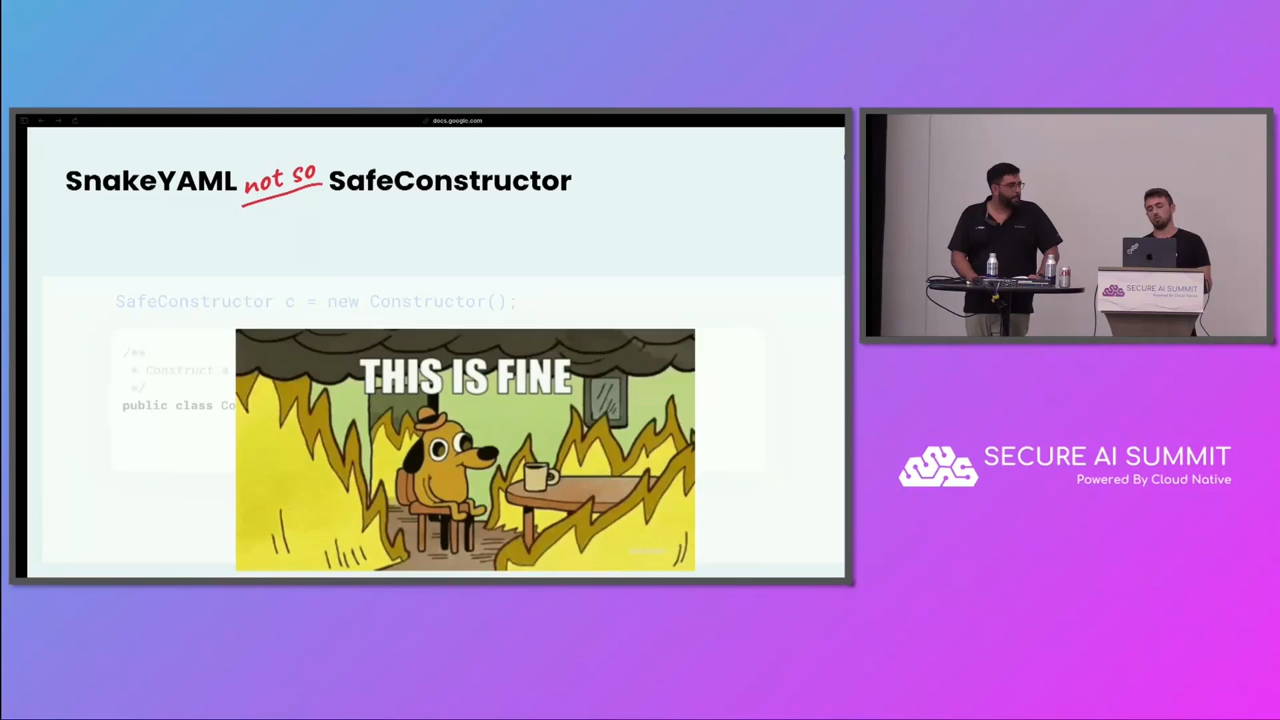 docs.google.com
SnakeYAML not so SafeConstructor
SafeConstructor c = new Constructor();
/**
* Construct a
*/
public class Co
THIS IS FINE
SECURE AI SUMMIT
Powered By Cloud Native
SECURE AI SUMMIT
Powered By Cloud Native